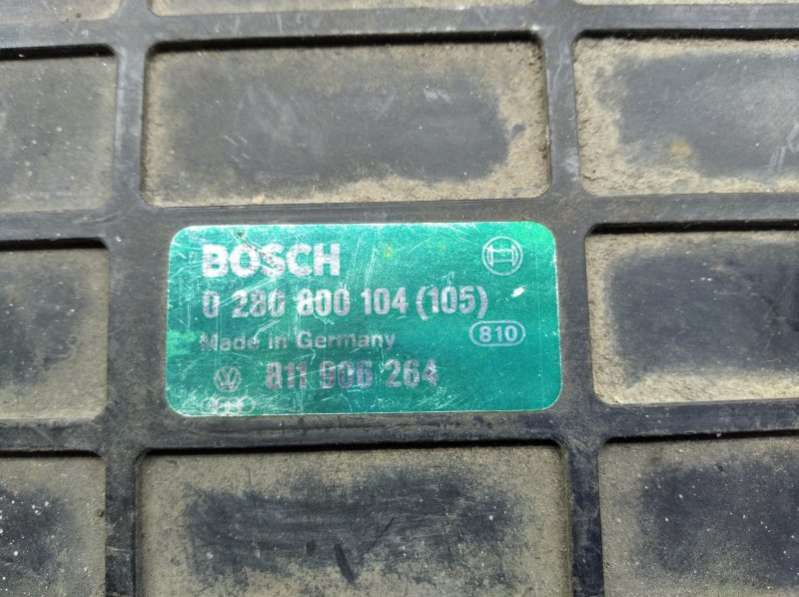 BOSCH
0 280 800 104 (105)
Made in Germany
810
811 906 264